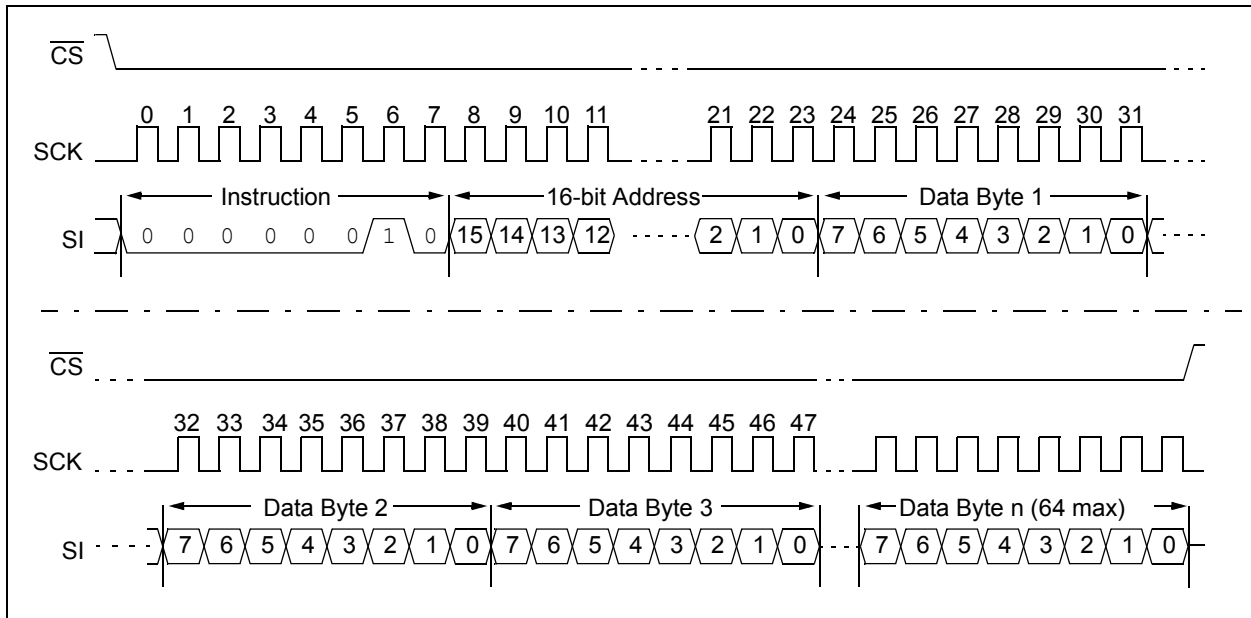 CS
0 1 2 3 4 5 6 7 8 9 10 11 21 22 23 24 25 26 27 28 29 30 31
SCK
Instruction 16-bit Address Data Byte 1
SI 0 0 0 0 0 0 1 0 15 14 13 12 2 1 0 7 6 5 4 3 2 1 0
CS
32 33 34 35 36 37 38 39 40 41 42 43 44 45 46 47
SCK
Data Byte 2 Data Byte 3 Data Byte n (64 max)
SI 7 6 5 4 3 2 1 0 7 6 5 4 3 2 1 0 7 6 5 4 3 2 1 0